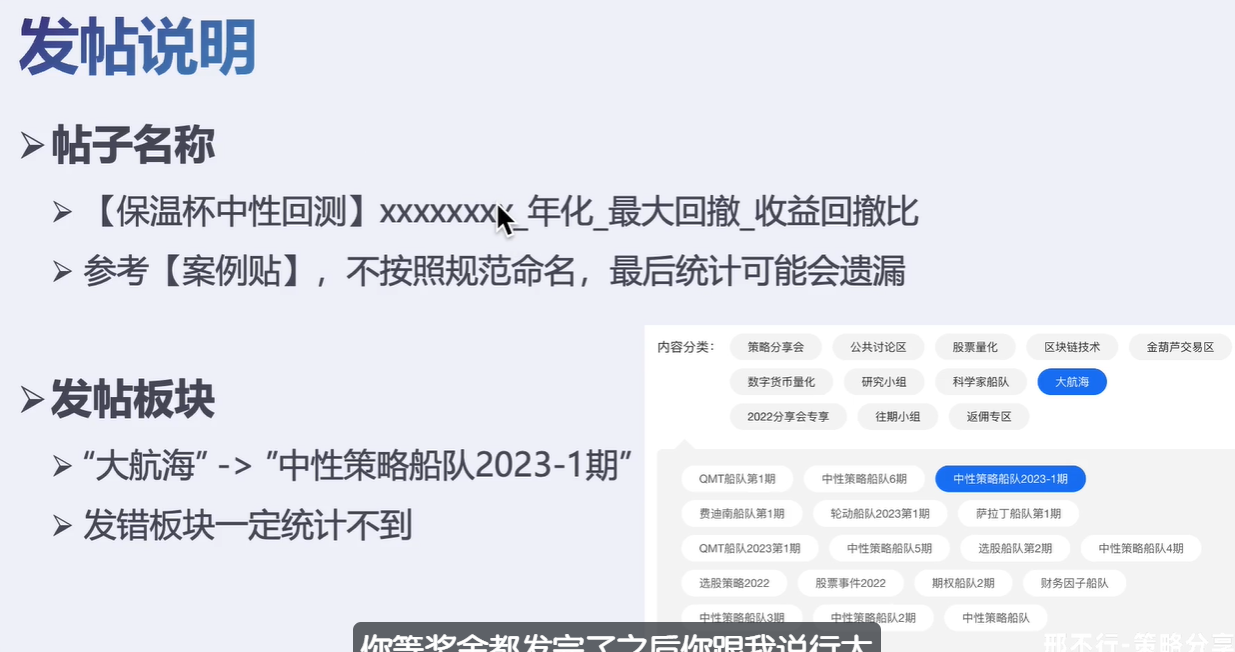 发帖说明
帖子名称
【保温杯中性回测】xxxxxxxx_年化_最大回撤_收益回撤比
参考【案例贴】，不按照规范命名，最后统计可能会遗漏
发帖板块
“大航海” -> ”中性策略船队2023-1期”
发错板块一定统计不到
内容分类： 策略分享会 公共讨论区 股票量化 区块链技术 金葫芦交易区
数字货币量化 研究小组 科学家船队 大航海
2022分享会专享 往期小组 返佣专区
QMT船队第1期 中性策略船队6期 中性策略船队2023-1期
费迪南船队第1期 轮动船队2023第1期 萨拉丁船队第1期
QMT船队2023第1期 中性策略船队5期 选股船队第2期 中性策略船队4期
选股策略2022 股票事件2022 期权船队2期 财务因子船队
中性策略船队3期 中性策略船队2期 中性策略船队
你等奖金都发完了之后你跟我说行大
邢不行-策略分享